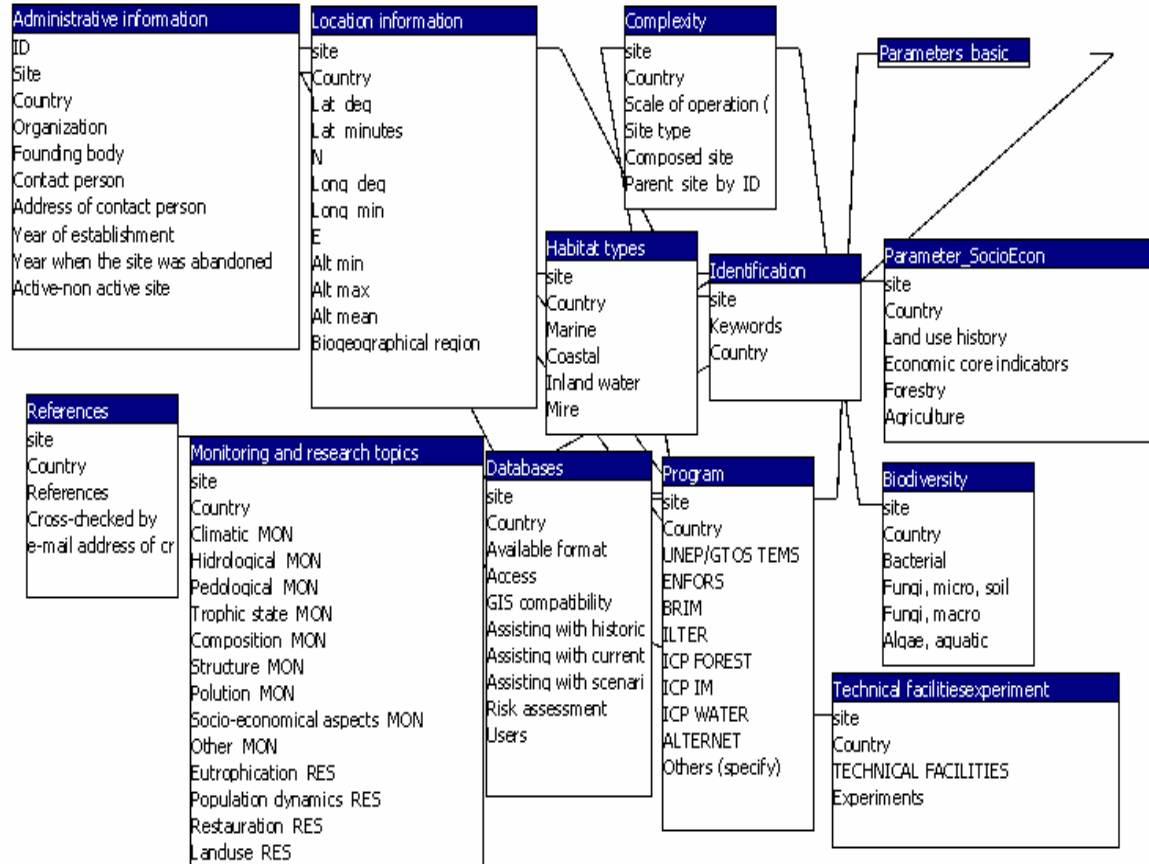 Administrative information
ID
Site
Country
Organization
Founding body
Contact person
Address of contact person
Year of establishment
Year when the site was abandoned
Active-non active site
Location information
site
Country
Lat deg
Lat minutes
N
Long deg
Long min
E
Alt min
Alt max
Alt mean
Biogeographical region
Complexity
site
Country
Scale of operation (
Site type
Composed site
Parent site by ID
Parameters basic
Habitat types
site
Country
Marine
Coastal
Inland water
Mire
Identification
site
Keywords
Country
Parameter_SocioEcon
site
Country
Land use history
Economic core indicators
Forestry
Agriculture
References
site
Country
References
Cross-checked by
e-mail address of cr
Monitoring and research topics
site
Country
Climatic MON
Hidrological MON
Pedological MON
Trophic state MON
Composition MON
Structure MON
Polution MON
Socio-economical aspects MON
Other MON
Eutrophication RES
Population dynamics RES
Restauration RES
Landuse RES
Databases
site
Country
Available format
Access
GIS compatibility
Assisting with historic
Assisting with current
Assisting with scenari
Risk assessment
Users
Program
site
Country
UNEP/GTOS TEMS
ENFORS
BRIM
ILTER
ICP FOREST
ICP IM
ICP WATER
ALTERNET
Others (specify)
Biodiversity
site
Country
Bacterial
Fungi, micro, soil
Fungi, macro
Algae, aquatic
Technical facilitiesexperiment
site
Country
TECHNICAL FACILITIES
Experiments